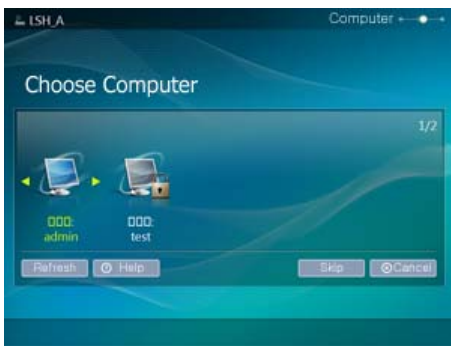 LSH_A
Computer
Choose Computer
1/2
admin
test
Refresh
Help
Skip
Cancel